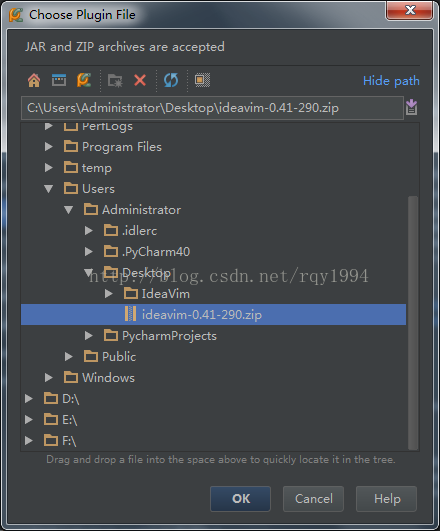 Choose Plugin File
JAR and ZIP archives are accepted
Hide path
C:\Users\Administrator\Desktop\ideavim-0.41-290.zip
PerfLogs
Program Files
temp
Users
Administrator
.idlerc
.PyCharm40
Desktop
http://blog.csdn.net/rqy1994
IdeaVim
ideavim-0.41-290.zip
PycharmProjects
Public
Windows
D:\
E:\
F:\
Drag and drop a file into the space above to quickly locate it in the tree.
OK
Cancel
Help